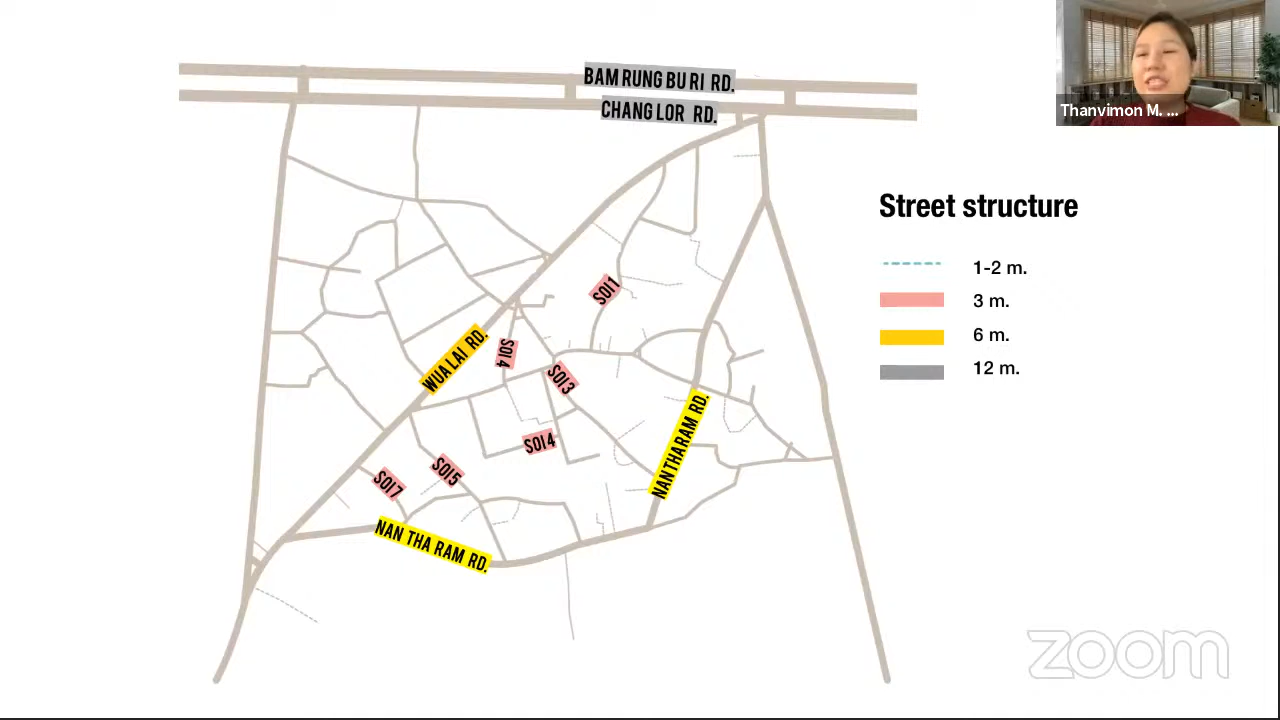 BAM RUNG BU RI RD.
CHANG LOR RD.
Thanvimon M. ...
Street structure
1-2 m.
3 m.
6 m.
12 m.
SOI 1
WUA LAI RD.
SOI 4
SOI 3
NANTHARAM RD.
SOI 4
SOI 5
SOI 7
NAN THA RAM RD.
zoom